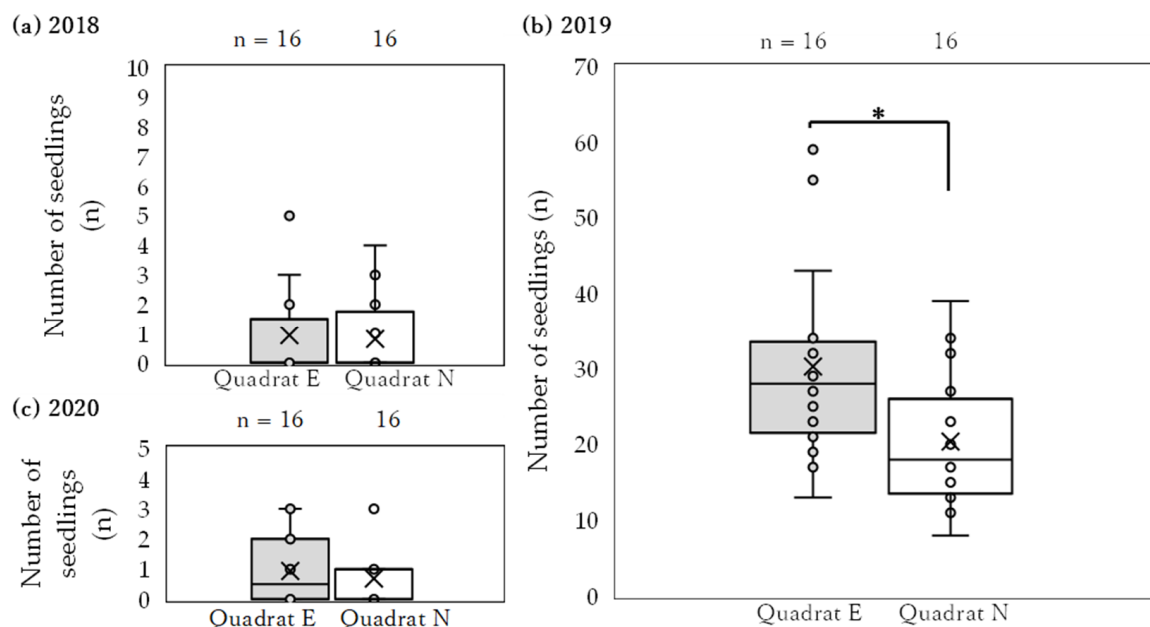 (a) 2018
n = 16 16
10
9
8
7
6
5
4
3
2
1
0
Number of seedlings
(n)
Quadrat E Quadrat N
(c) 2020
n = 16 16
5
4
3
2
1
0
Number of
seedlings
(n)
Quadrat E Quadrat N
(b) 2019
n = 16 16
70
60
50
40
30
20
10
0
Number of seedlings (n)
*
Quadrat E Quadrat N